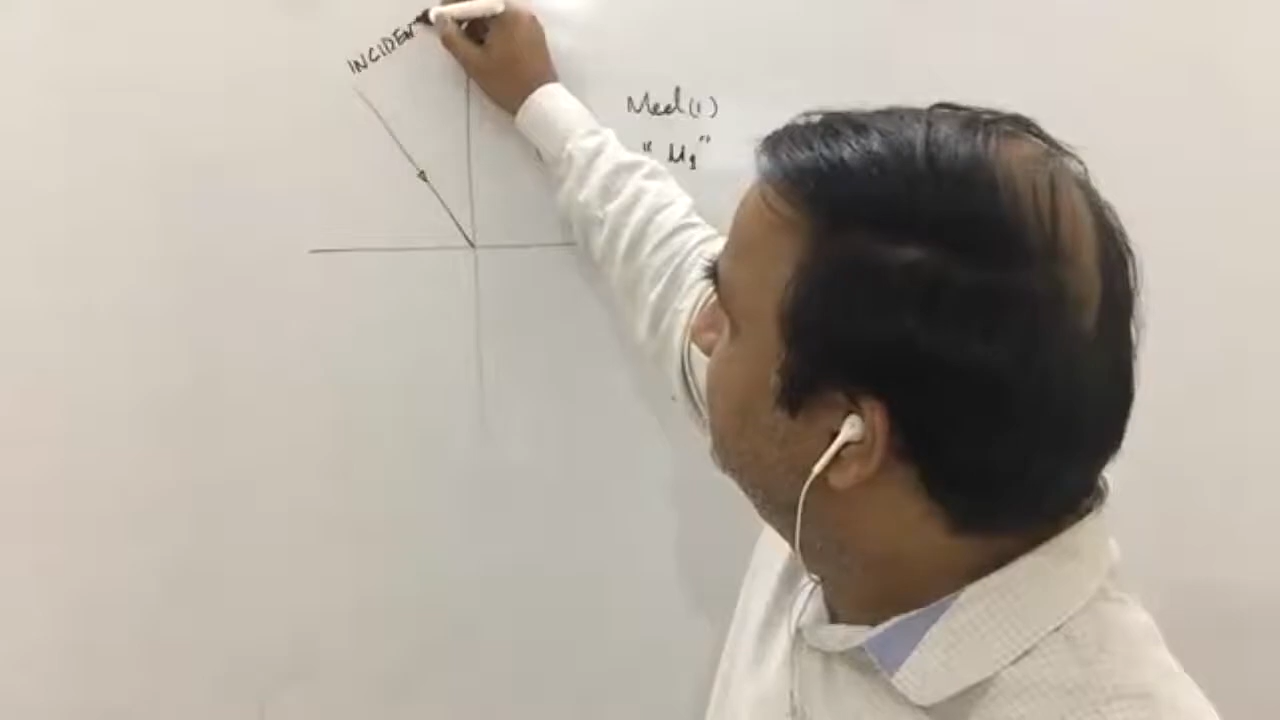 INCIDEN
Med (1)
"μ₁"